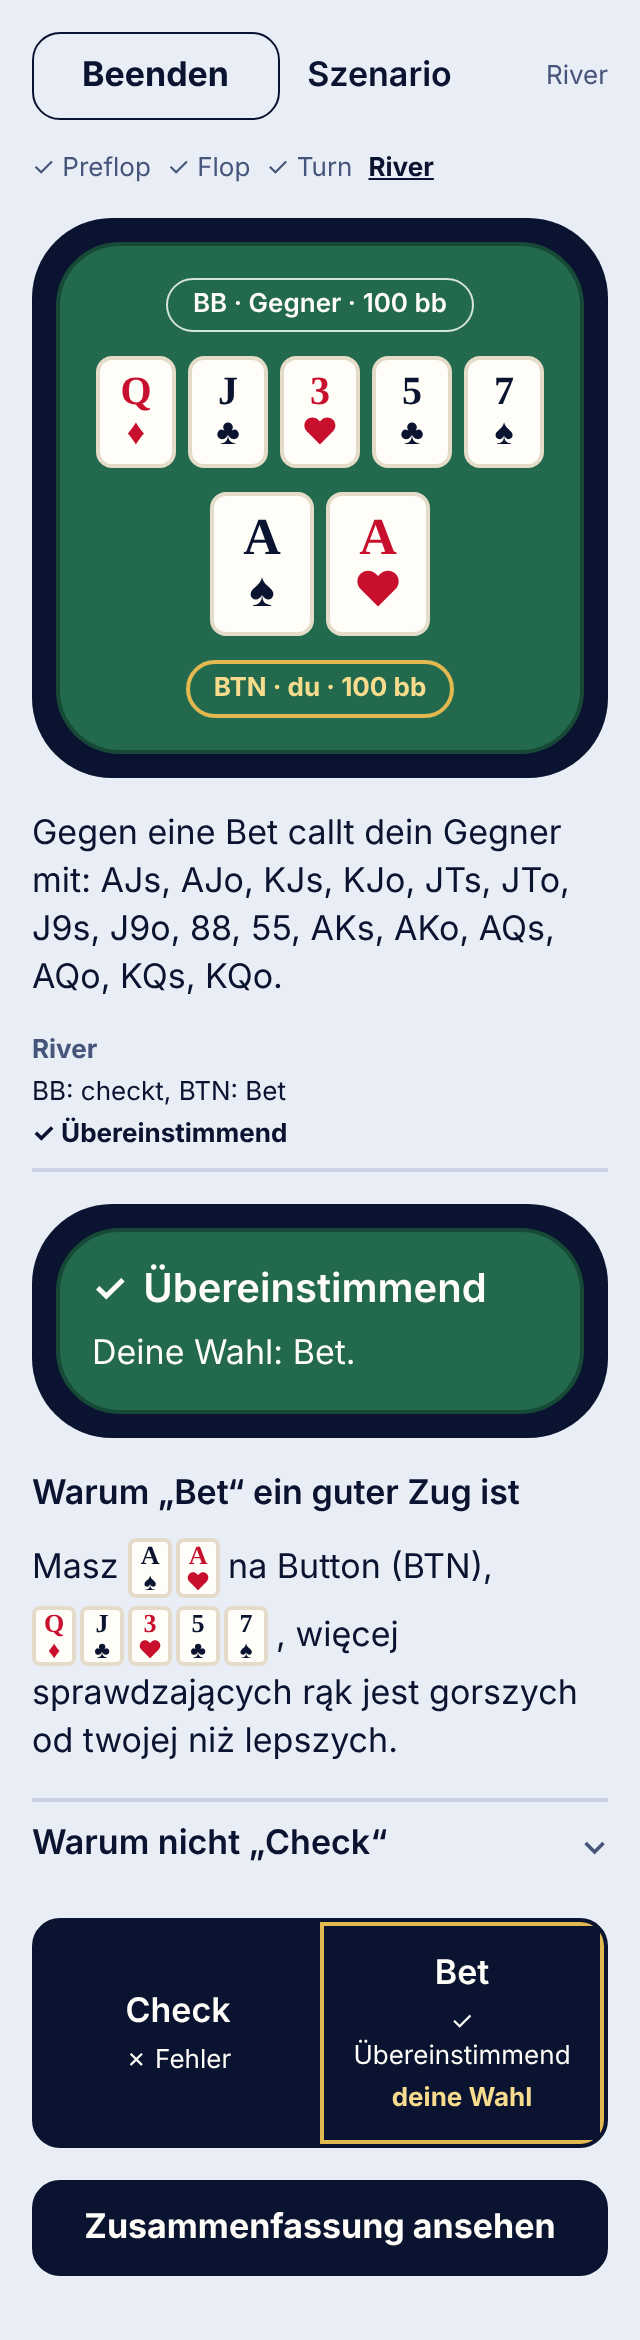 Beenden Szenario River
✓ Preflop ✓ Flop ✓ Turn River
BB · Gegner · 100 bb
Q♦ J♣ 3♥ 5♣ 7♠
A♠ A♥
BTN · du · 100 bb
Gegen eine Bet callt dein Gegner
mit: AJs, AJo, KJs, KJo, JTs, JTo,
J9s, J9o, 88, 55, AKs, AKo, AQs,
AQo, KQs, KQo.
River
BB: checkt, BTN: Bet
✓ Übereinstimmend
✓ Übereinstimmend
Deine Wahl: Bet.
Warum „Bet“ ein guter Zug ist
Masz A♠ A♥ na Button (BTN),
Q♦ J♣ 3♥ 5♣ 7♠ , więcej
sprawdzających rąk jest gorszych
od twojej niż lepszych.
Warum nicht „Check“
Check
✕ Fehler
Bet
✓
Übereinstimmend
deine Wahl
Zusammenfassung ansehen